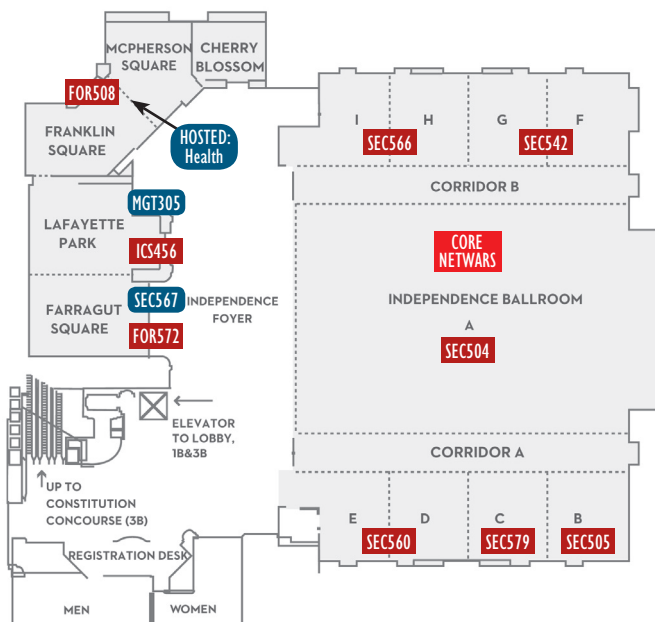 MCPHERSON
SQUARE
CHERRY
BLOSSOM
FOR508
FRANKLIN
SQUARE
HOSTED:
Health
I
H
G
F
SEC566
SEC542
CORRIDOR B
MGT305
LAFAYETTE
PARK
ICS456
CORE
NETWARS
SEC567
FARRAGUT
SQUARE
INDEPENDENCE
FOYER
FOR572
INDEPENDENCE BALLROOM
A
SEC504
ELEVATOR
TO LOBBY,
1B&3B
CORRIDOR A
UP TO
CONSTITUTION
CONCOURSE (3B)
E
D
C
B
SEC560
SEC579
SEC505
REGISTRATION DESK
MEN
WOMEN